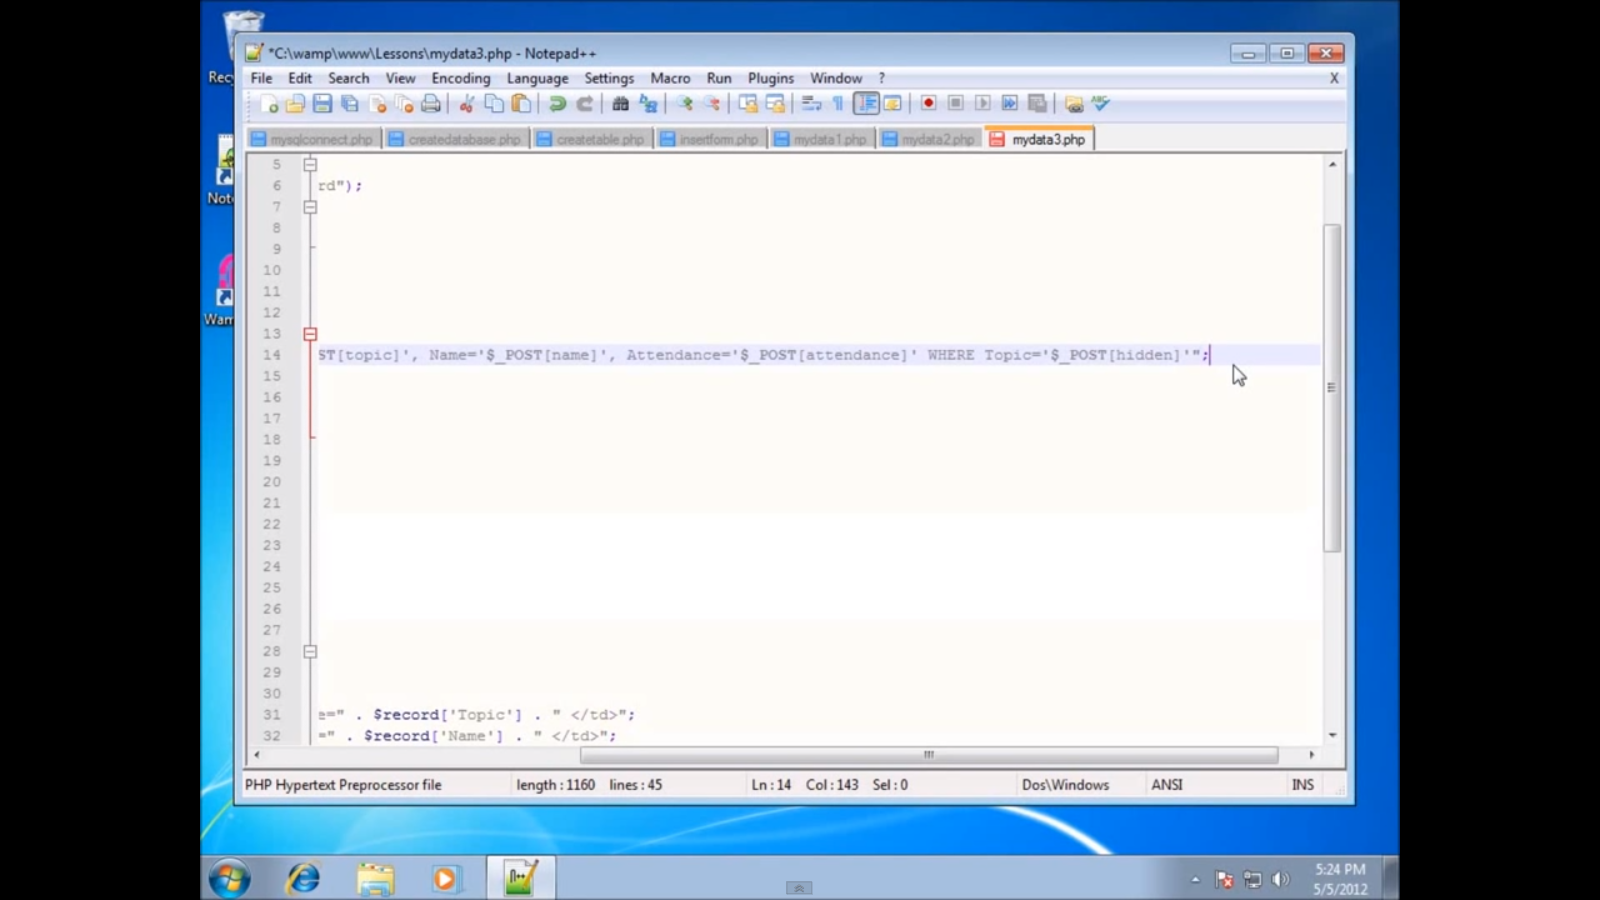 *C:\wamp\www\Lessons\mydata3.php - Notepad++
File Edit Search View Encoding Language Settings Macro Run Plugins Window ? X
mysqlconnect.php createdatabase.php createtable.php insertform.php mydata1.php mydata2.php mydata3.php
5
6 rd");
7
8
9
10
11
12
13
14 ST[topic]', Name='$_POST[name]', Attendance='$_POST[attendance]' WHERE Topic='$_POST[hidden]'";
15
16
17
18
19
20
21
22
23
24
25
26
27
28
29
30
31 e=" . $record['Topic'] . " </td>";
32 =" . $record['Name'] . " </td>";
PHP Hypertext Preprocessor file length : 1160 lines : 45 Ln : 14 Col : 143 Sel : 0 Dos\Windows ANSI INS
5:24 PM
5/5/2012